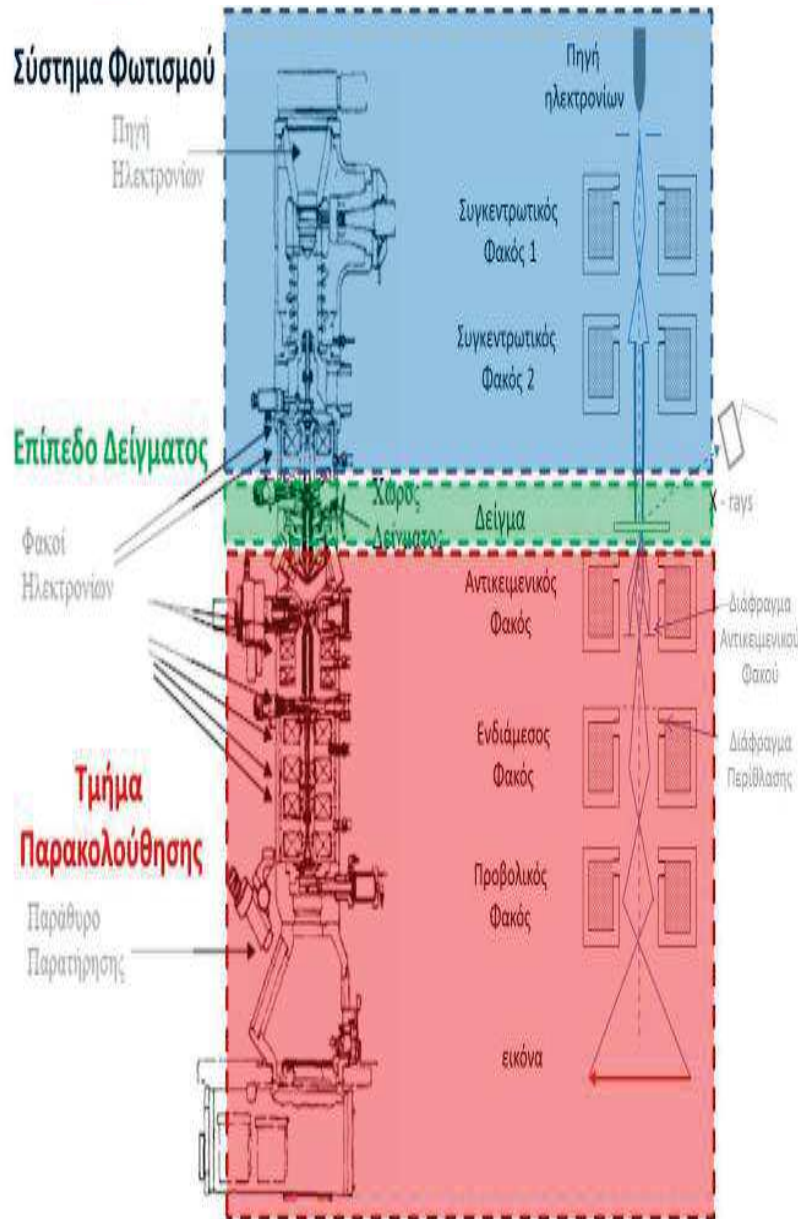 Σύστημα Φωτισμού
Πηγή
Ηλεκτρονίων
Πηγή
ηλεκτρονίων
Συγκεντρωτικός
Φακός 1
Συγκεντρωτικός
Φακός 2
Επίπεδο Δείγματος
Φακοί
Ηλεκτρονίων
Χώρος
Δείγματος
Δείγμα
X - rays
Αντικειμενικός
Φακός
Διάφραγμα
Αντικειμενικού
Φακού
Ενδιάμεσος
Φακός
Διάφραγμα
Περίθλασης
Τμήμα
Παρακολούθησης
Προβολικός
Φακός
Παράθυρο
Παρατήρησης
εικόνα